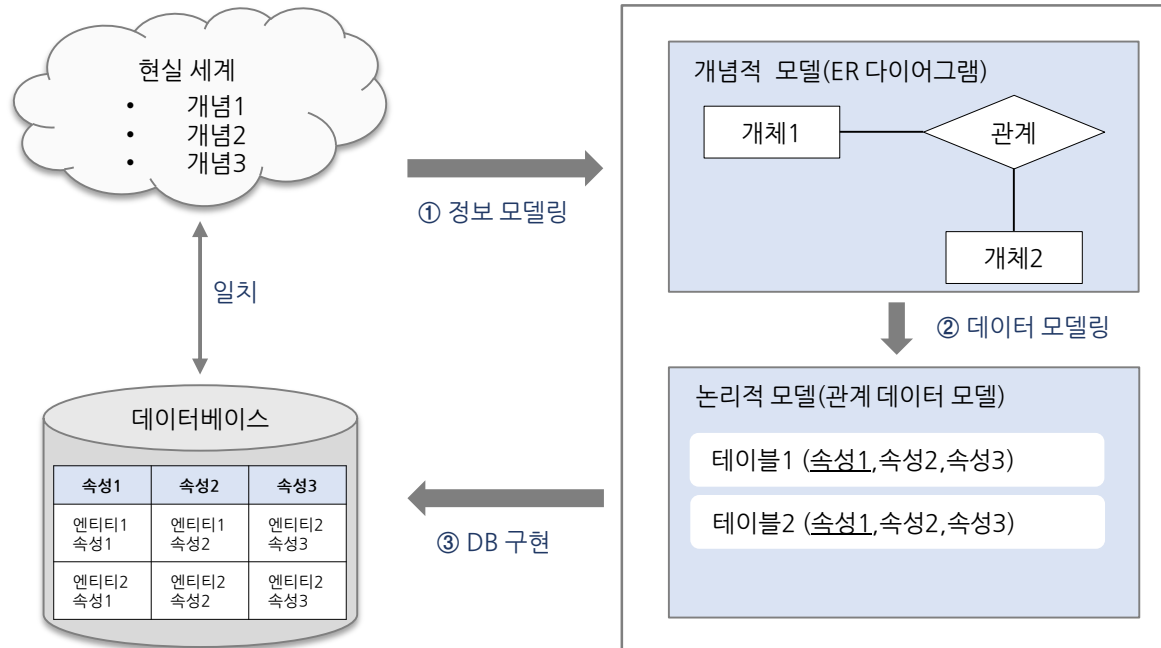 현실 세계
• 개념1
• 개념2
• 개념3
① 정보 모델링
일치
개념적 모델(ER 다이어그램)
개체1
관계
개체2
② 데이터 모델링
논리적 모델(관계 데이터 모델)
테이블1 (속성1,속성2,속성3)
테이블2 (속성1,속성2,속성3)
③ DB 구현
데이터베이스
속성1 속성2 속성3
엔티티1 엔티티1 엔티티2
속성1 속성2 속성3
엔티티2 엔티티2 엔티티2
속성1 속성2 속성3